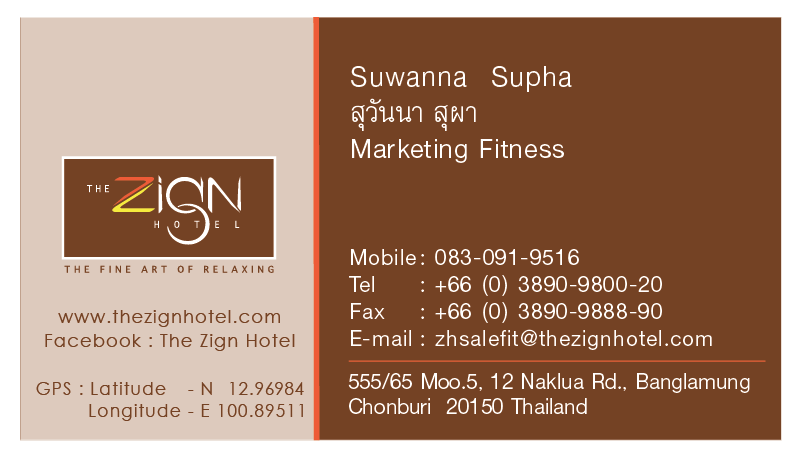 THE Zign
HOTEL
THE FINE ART OF RELAXING
www.thezignhotel.com
Facebook : The Zign Hotel
GPS : Latitude - N 12.96984
Longitude - E 100.89511
Suwanna Supha
สุวันนา สุผา
Marketing Fitness
Mobile : 083-091-9516
Tel : +66 (0) 3890-9800-20
Fax : +66 (0) 3890-9888-90
E-mail : zhsalefit@thezignhotel.com
555/65 Moo.5, 12 Naklua Rd., Banglamung
Chonburi 20150 Thailand